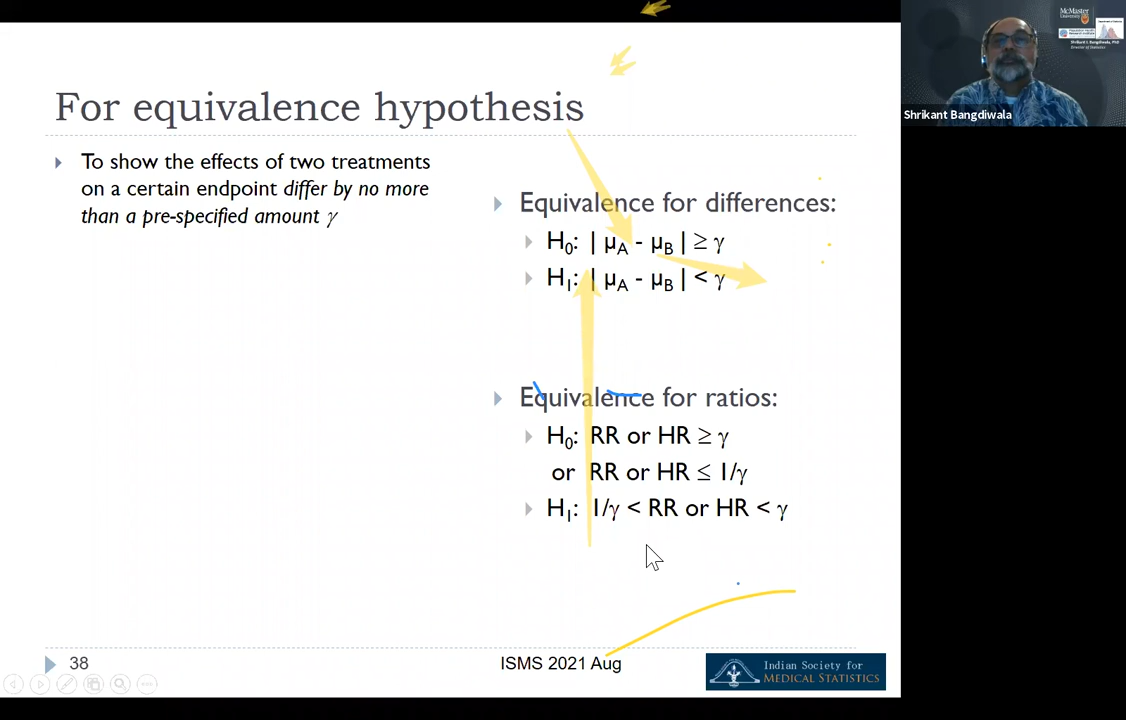 For equivalence hypothesis
To show the effects of two treatments
on a certain endpoint differ by no more
than a pre-specified amount γ
Equivalence for differences:
H₀: | μA - μB | ≥ γ
H₁: | μA - μB | < γ
Equivalence for ratios:
H₀: RR or HR ≥ γ
or RR or HR ≤ 1/γ
H₁: 1/γ < RR or HR < γ
38
ISMS 2021 Aug
Indian Society for
MEDICAL STATISTICS
McMaster
University
Shrikant Bangdiwala